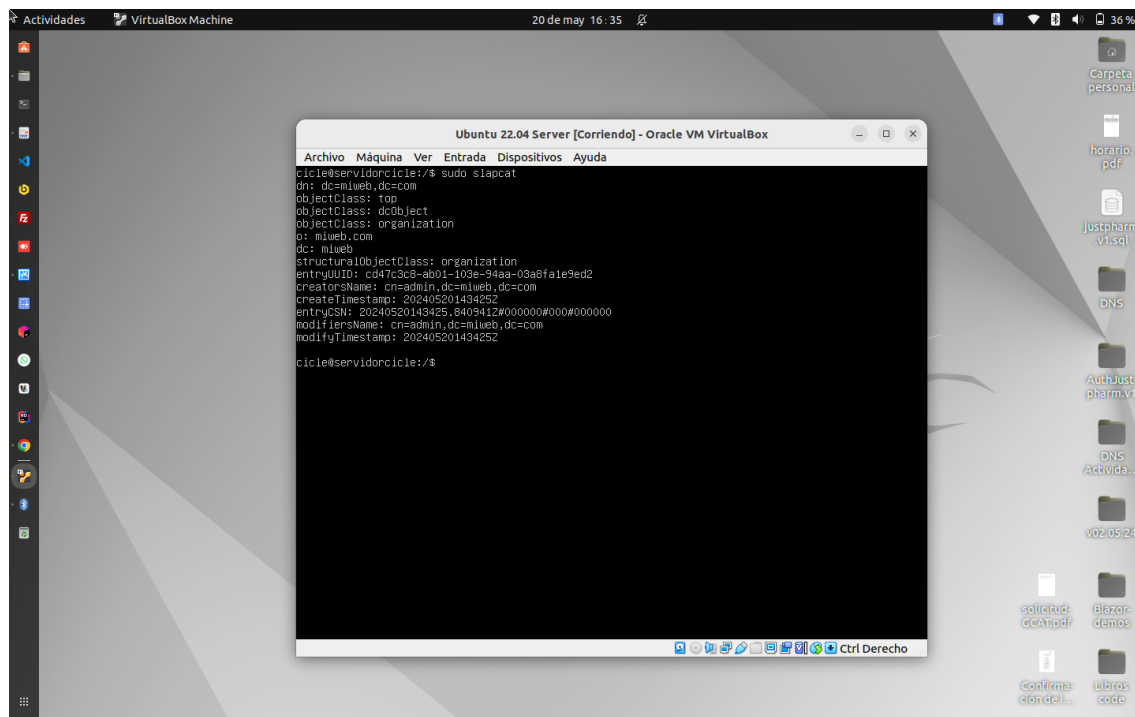 Actividades VirtualBox Machine 20 de may 16:35 36 %
Carpeta
personal
horario.
pdf
justpharm
.v1.sql
DNS
AuthJust
pharm.v1
DNS
Activida...
v02.05.24
solicitud-
GCAT.pdf
Blazor-
demos
Confirma-
ción de i...
Libros
code
Ubuntu 22.04 Server [Corriendo] - Oracle VM VirtualBox
Archivo Máquina Ver Entrada Dispositivos Ayuda
cicle@servidorcicle:/$ sudo slapcat
dn: dc=miweb,dc=com
objectClass: top
objectClass: dcObject
objectClass: organization
o: miweb.com
dc: miweb
structuralObjectClass: organization
entryUUID: cd47c3c8-ab01-103e-94aa-03a8fa1e9ed2
creatorsName: cn=admin,dc=miweb,dc=com
createTimestamp: 20240520143425Z
entryCSN: 20240520143425.840941Z#000000#000#000000
modifiersName: cn=admin,dc=miweb,dc=com
modifyTimestamp: 20240520143425Z
cicle@servidorcicle:/$
Ctrl Derecho